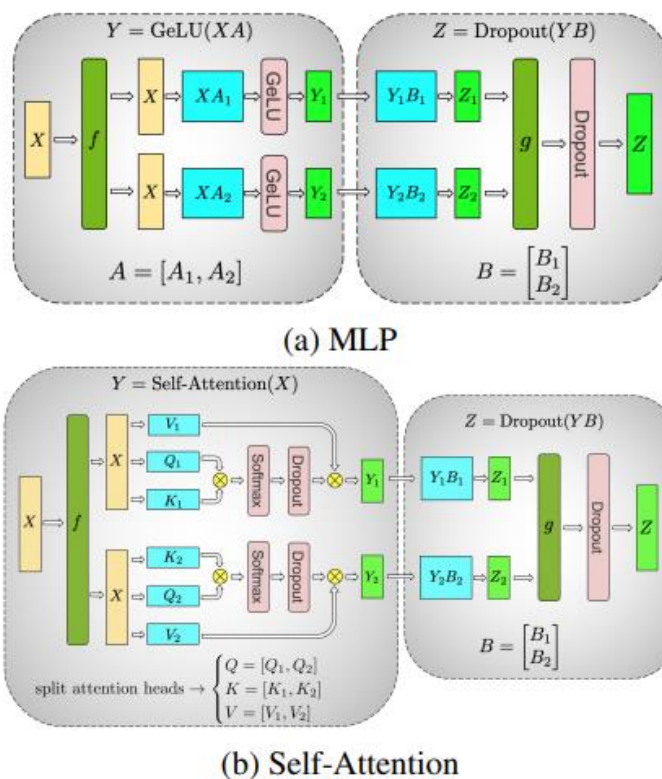 Y = GeLU(XA)
Z = Dropout(YB)
X
f
X
XA₁
GeLU
Y₁
Y₁B₁
Z₁
X
XA₂
GeLU
Y₂
Y₂B₂
Z₂
g
Dropout
Z
A = [A₁, A₂]
B = [B₁
B₂]
(a) MLP
Y = Self-Attention(X)
Z = Dropout(YB)
X
f
X
V₁
Q₁
K₁
Softmax
Dropout
Y₁
Y₁B₁
Z₁
X
K₂
Q₂
V₂
Softmax
Dropout
Y₂
Y₂B₂
Z₂
g
Dropout
Z
split attention heads → { Q = [Q₁, Q₂]
K = [K₁, K₂]
V = [V₁, V₂]
B = [B₁
B₂]
(b) Self-Attention